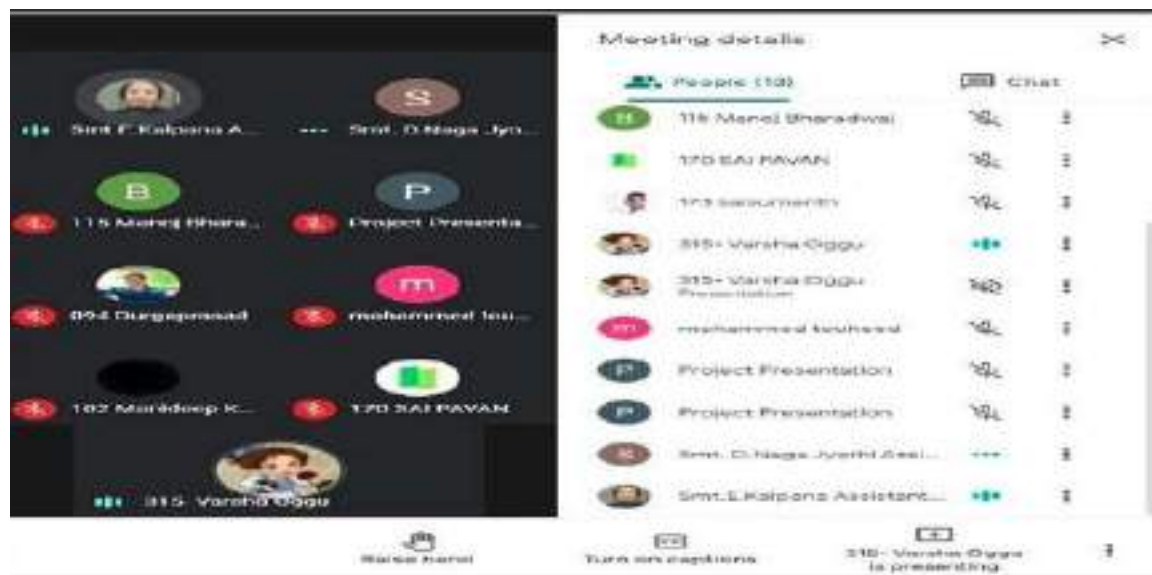 Smt E Kalpana A...
Smt. D.Naga Jyo...
B
P
115 Manoj Bhara...
Project Presenta...
m
094 Durgaprasad
mohammed tou...
102 Manideep K...
170 SAI PAVAN
315- Varsha Oggu
S
Meeting details
People (18)
Chat
B
115 Manoj Bharadwaj
170 SAI PAVAN
173
315- Varsha Oggu
315- Varsha Oggu
Presentation
m
mohammed touheed
P
Project Presentation
P
Project Presentation
S
Smt. D.Naga Jyothi Assi...
Smt.E.Kalpana Assistant...
Raise hand
Turn on captions
315- Varsha Oggu
is presenting